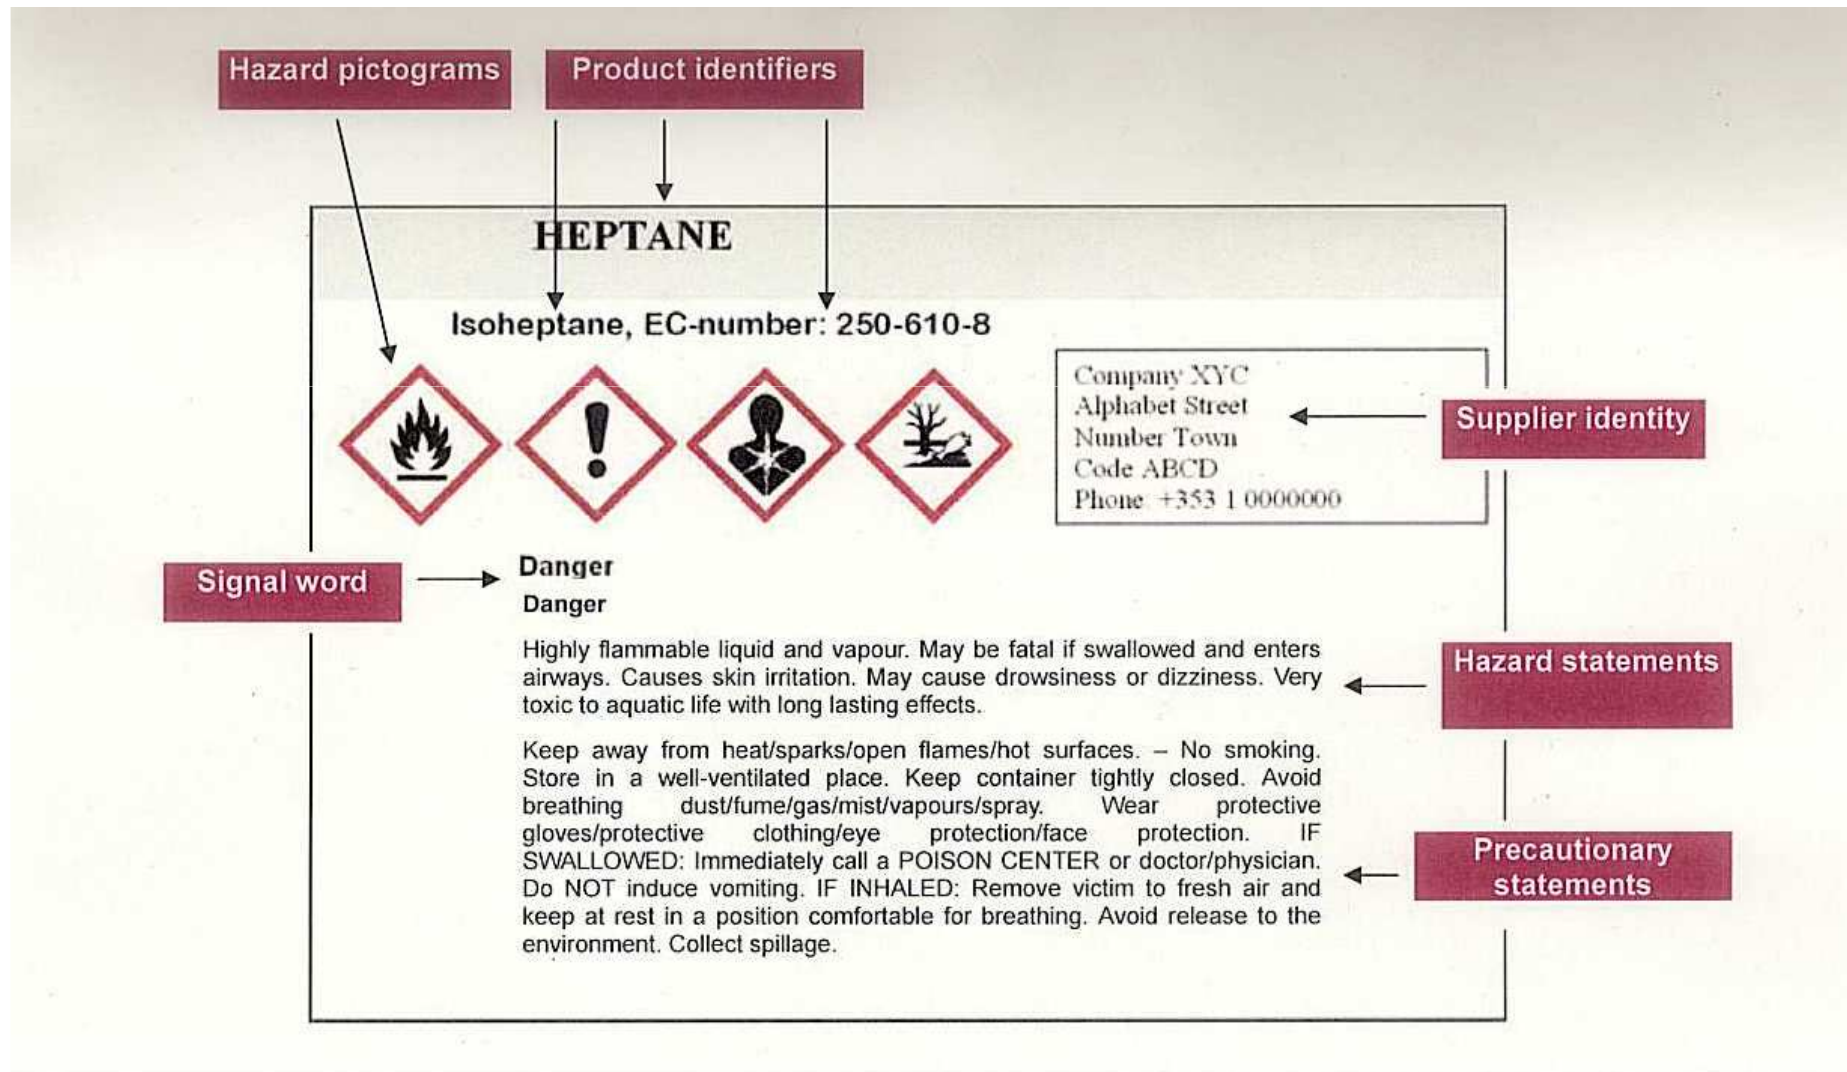 Hazard pictograms
Product identifiers
HEPTANE
Isoheptane, EC-number: 250-610-8
Company XYC
Alphabet Street
Number Town
Code ABCD
Phone +353 1 0000000
Supplier identity
Signal word
Danger
Danger
Highly flammable liquid and vapour. May be fatal if swallowed and enters
airways. Causes skin irritation. May cause drowsiness or dizziness. Very
toxic to aquatic life with long lasting effects.
Hazard statements
Keep away from heat/sparks/open flames/hot surfaces. – No smoking.
Store in a well-ventilated place. Keep container tightly closed. Avoid
breathing dust/fume/gas/mist/vapours/spray. Wear protective
gloves/protective clothing/eye protection/face protection. IF
SWALLOWED: Immediately call a POISON CENTER or doctor/physician.
Do NOT induce vomiting. IF INHALED: Remove victim to fresh air and
keep at rest in a position comfortable for breathing. Avoid release to the
environment. Collect spillage.
Precautionary
statements